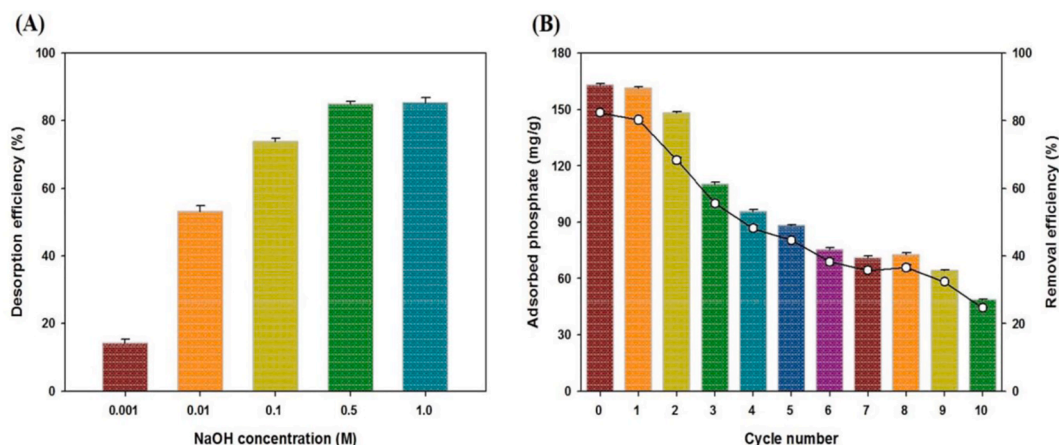 (A)
100
80
60
40
20
0
Desorption efficiency (%)
0.001 0.01 0.1 0.5 1.0
NaOH concentration (M)
(B)
180
150
120
90
60
30
0
Adsorbed phosphate (mg/g)
100
80
60
40
20
0
Removal efficiency (%)
0 1 2 3 4 5 6 7 8 9 10
Cycle number